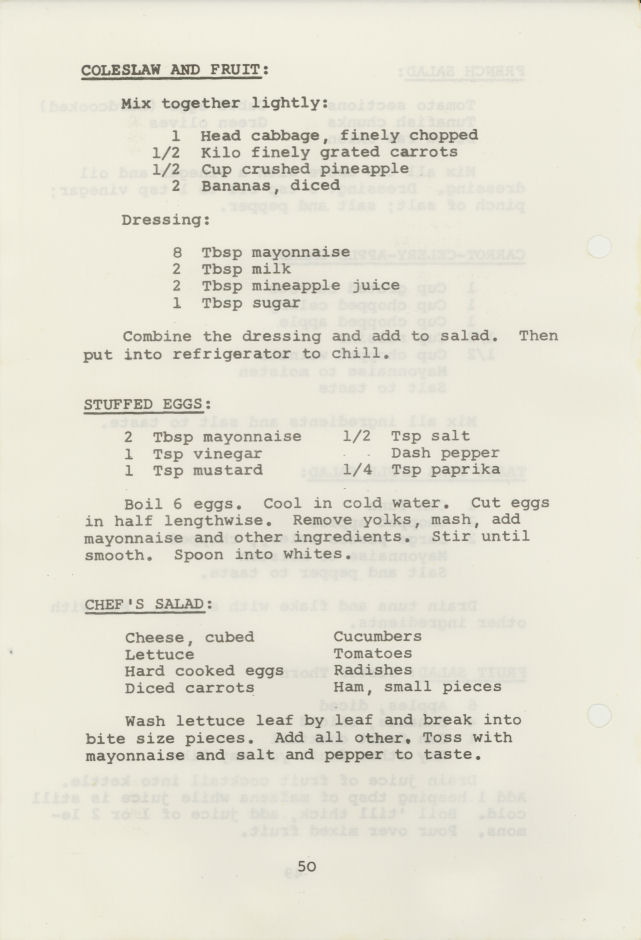 COLESLAW AND FRUIT:
Mix together lightly:
1 Head cabbage, finely chopped
1/2 Kilo finely grated carrots
1/2 Cup crushed pineapple
2 Bananas, diced
Dressing:
8 Tbsp mayonnaise
2 Tbsp milk
2 Tbsp mineapple juice
1 Tbsp sugar
Combine the dressing and add to salad. Then
put into refrigerator to chill.
STUFFED EGGS:
2 Tbsp mayonnaise 1/2 Tsp salt
1 Tsp vinegar Dash pepper
1 Tsp mustard 1/4 Tsp paprika
Boil 6 eggs. Cool in cold water. Cut eggs
in half lengthwise. Remove yolks, mash, add
mayonnaise and other ingredients. Stir until
smooth. Spoon into whites.
CHEF'S SALAD:
Cheese, cubed Cucumbers
Lettuce Tomatoes
Hard cooked eggs Radishes
Diced carrots Ham, small pieces
Wash lettuce leaf by leaf and break into
bite size pieces. Add all other. Toss with
mayonnaise and salt and pepper to taste.
50